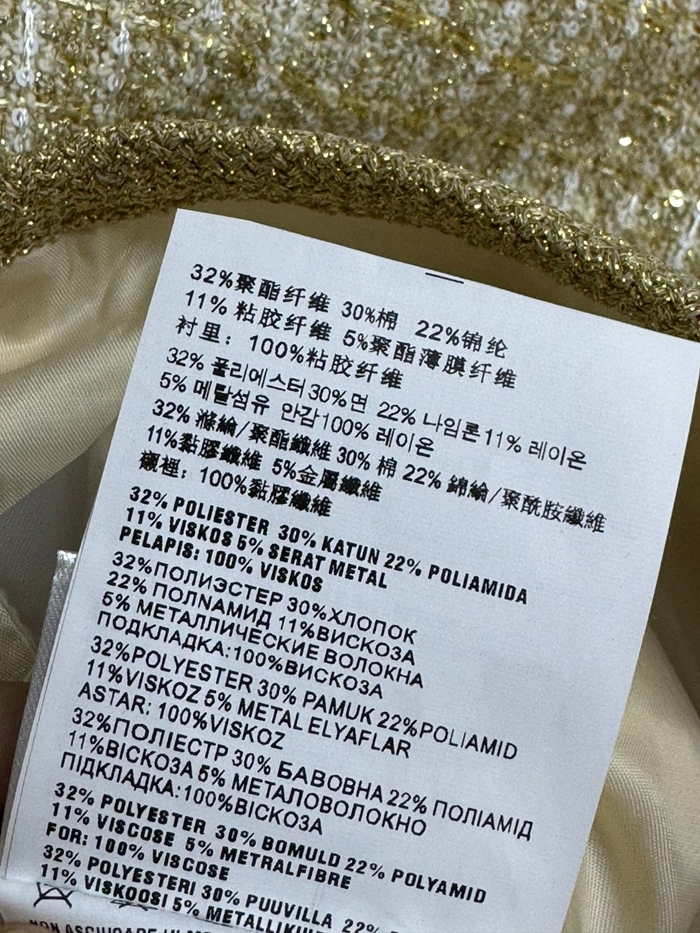 32%聚酯纤维 30%棉 22%锦纶
11% 粘胶纤维 5%聚酯薄膜纤维
衬里：100%粘胶纤维
32% 폴리에스터 30%면 22% 나임론 11% 레이온
5% 메탈섬유 안감100% 레이온
32% 滌綸/聚酯纖維 30% 棉 22% 錦綸/聚酰胺纖維
11%黏膠纖維 5%金屬纖維
襯裡：100%黏膠纖維
32% POLIESTER 30% KATUN 22% POLIAMIDA
11% VISKOS 5% SERAT METAL
PELAPIS: 100% VISKOS
32%ПОЛИЭСТЕР 30%ХЛОПОК
22% ПОЛNАМИД 11%ВИСКОЗА
5% МЕТАЛЛИЧЕСКИЕ ВОЛОКНА
ПОДКЛАДКА:100%ВИСКОЗА
32%POLYESTER 30% PAMUK 22%POLIAMID
11%VISKOZ 5% METAL ELYAFLAR
ASTAR: 100%VISKOZ
32%ПОЛІЕСТР 30% БАВОВНА 22% ПОЛІАМІД
11%ВІСКОЗА 5% МЕТАЛОВОЛОКНО
ПІДКЛАДКА:100%ВІСКОЗА
32% POLYESTER 30% BOMULD 22% POLYAMID
11% VISCOSE 5% METRALFIBRE
FOR: 100% VISCOSE
32% POLYESTERI 30% PUUVILLA 22%
11% VISKOOSI 5%